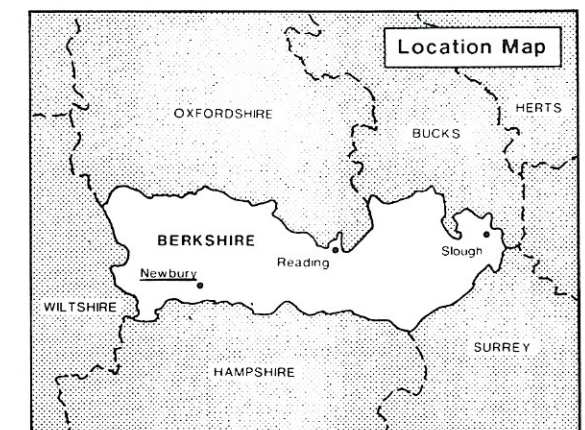 Location Map
OXFORDSHIRE
HERTS
BUCKS
BERKSHIRE
Reading
Slough
Newbury
WILTSHIRE
SURREY
HAMPSHIRE